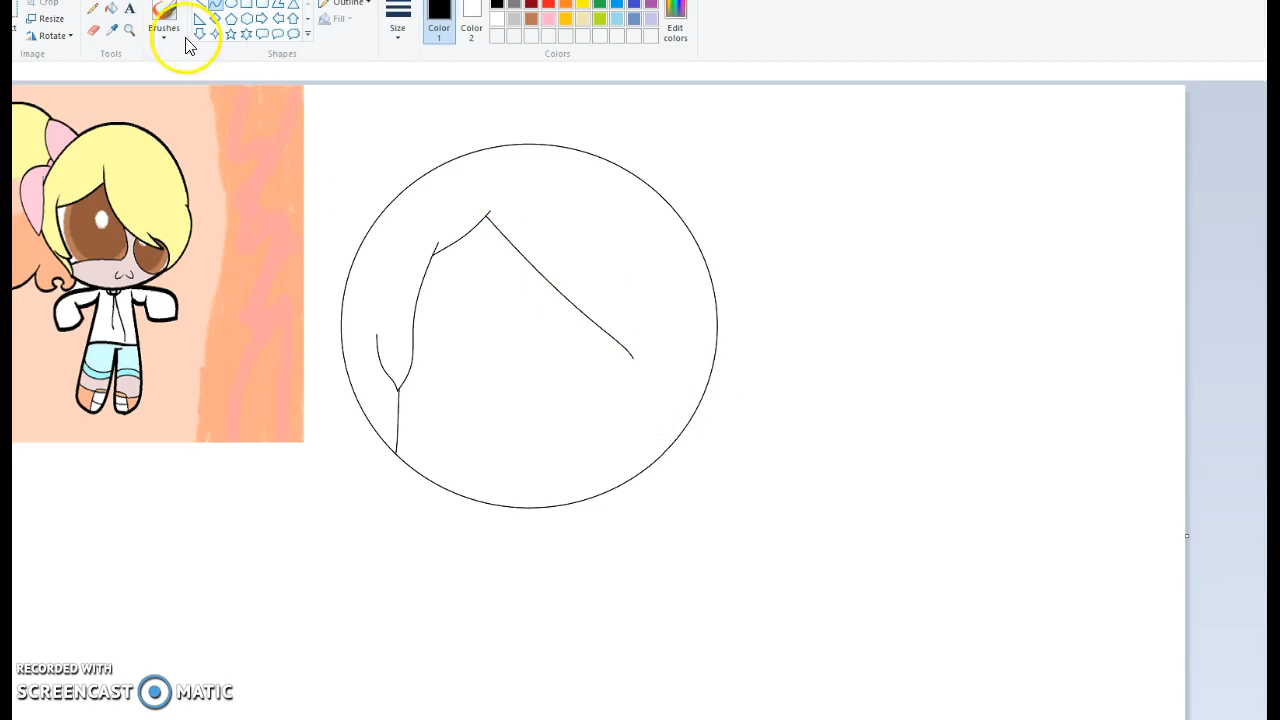 Crop
Resize
Rotate
Image
A
Tools
Brushes
Outline
Fill
Shapes
Size
Color
1
Color
2
Edit
colors
Colors
RECORDED WITH
SCREENCAST MATIC